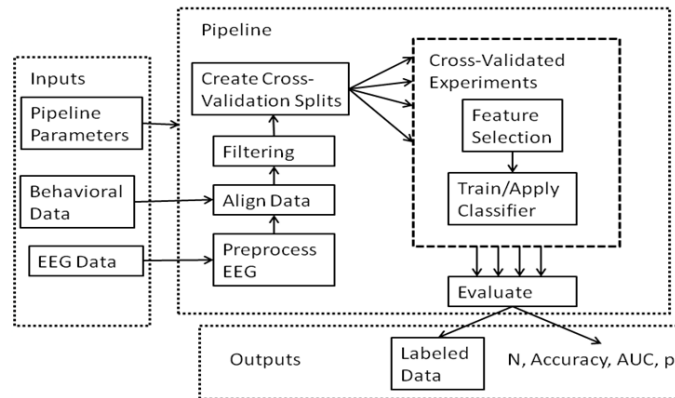 Pipeline
Inputs
Pipeline
Parameters
Behavioral
Data
EEG Data
Create Cross-
Validation Splits
Filtering
Align Data
Preprocess
EEG
Cross-Validated
Experiments
Feature
Selection
Train/Apply
Classifier
Evaluate
Outputs
Labeled
Data
N, Accuracy, AUC, p